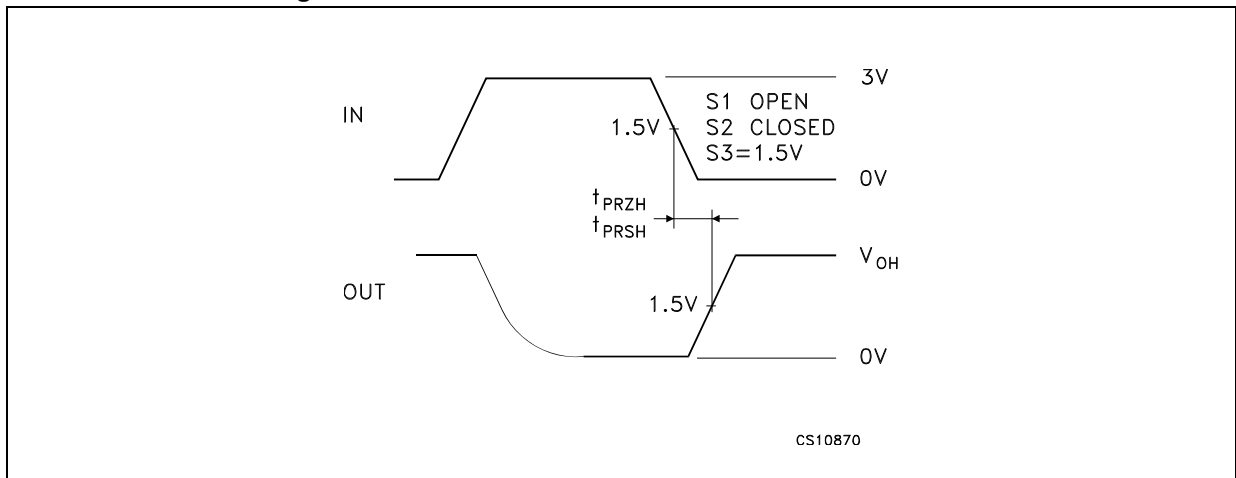 IN
3V
S1 OPEN
S2 CLOSED
S3=1.5V
1.5V
0V
tPRZH
tPRSH
OUT
VOH
1.5V
0V
CS10870